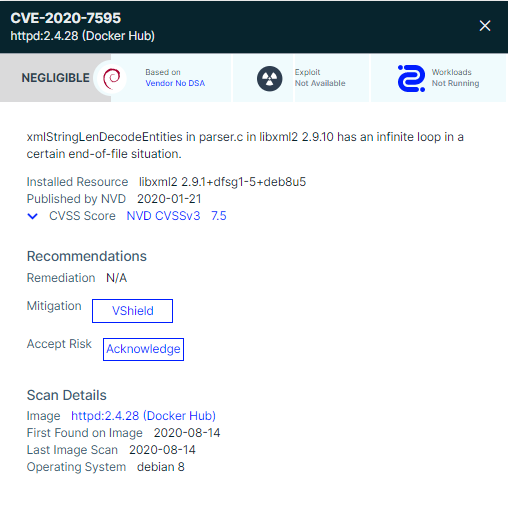 CVE-2020-7595
httpd:2.4.28 (Docker Hub)
NEGLIGIBLE
Based on
Vendor No DSA
Exploit
Not Available
Workloads
Not Running
xmlStringLenDecodeEntities in parser.c in libxml2 2.9.10 has an infinite loop in a
certain end-of-file situation.
Installed Resource libxml2 2.9.1+dfsg1-5+deb8u5
Published by NVD 2020-01-21
CVSS Score NVD CVSSv3 7.5
Recommendations
Remediation N/A
Mitigation VShield
Accept Risk Acknowledge
Scan Details
Image httpd:2.4.28 (Docker Hub)
First Found on Image 2020-08-14
Last Image Scan 2020-08-14
Operating System debian 8